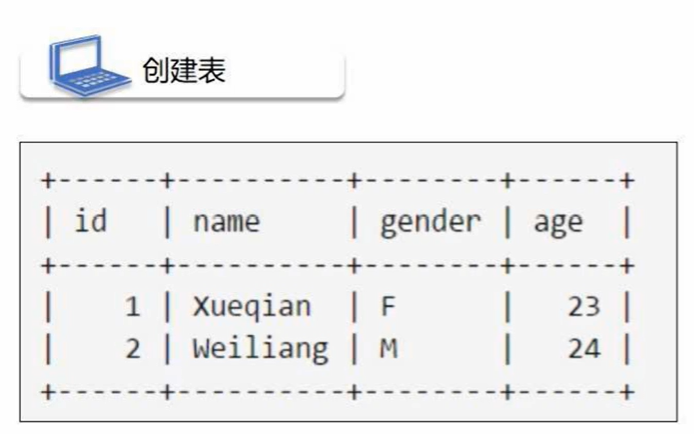 创建表
+------+----------+--------+------+
| id   | name     | gender | age  |
+------+----------+--------+------+
|    1 | Xueqian  | F      |   23 |
|    2 | Weiliang | M      |   24 |
+------+----------+--------+------+